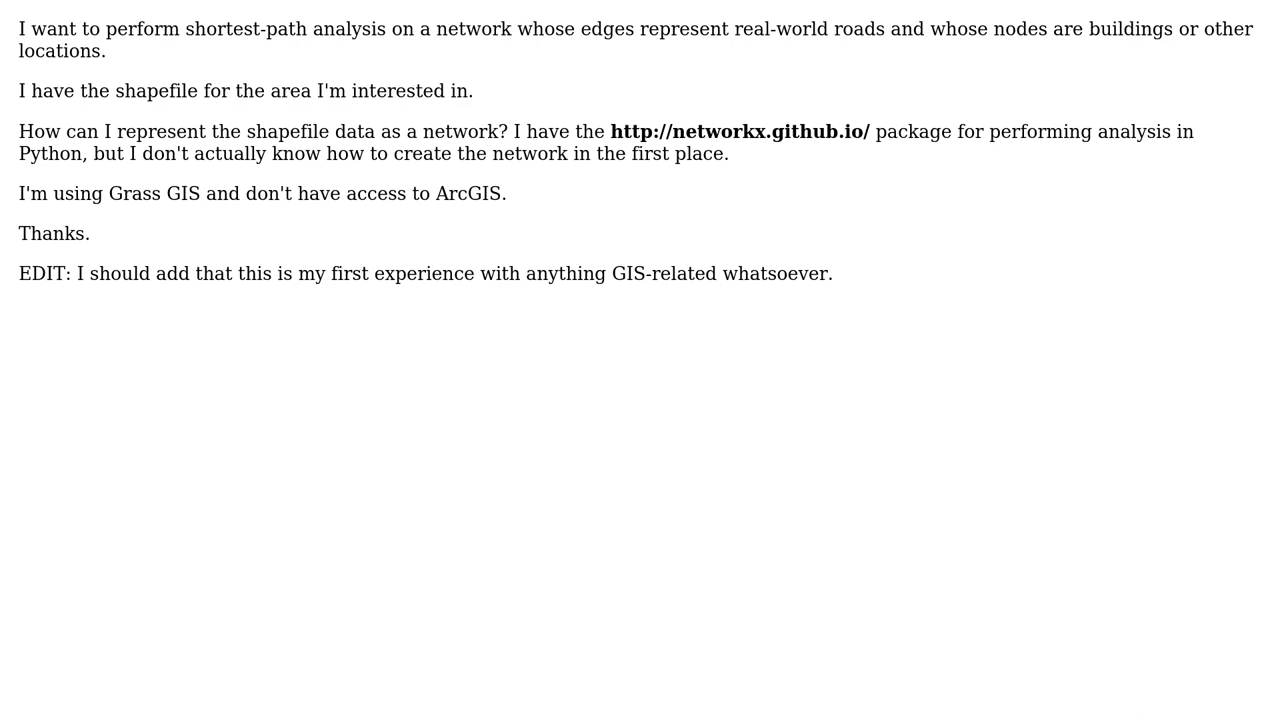 I want to perform shortest-path analysis on a network whose edges represent real-world roads and whose nodes are buildings or other
locations.
I have the shapefile for the area I'm interested in.
How can I represent the shapefile data as a network? I have the http://networkx.github.io/ package for performing analysis in
Python, but I don't actually know how to create the network in the first place.
I'm using Grass GIS and don't have access to ArcGIS.
Thanks.
EDIT: I should add that this is my first experience with anything GIS-related whatsoever.